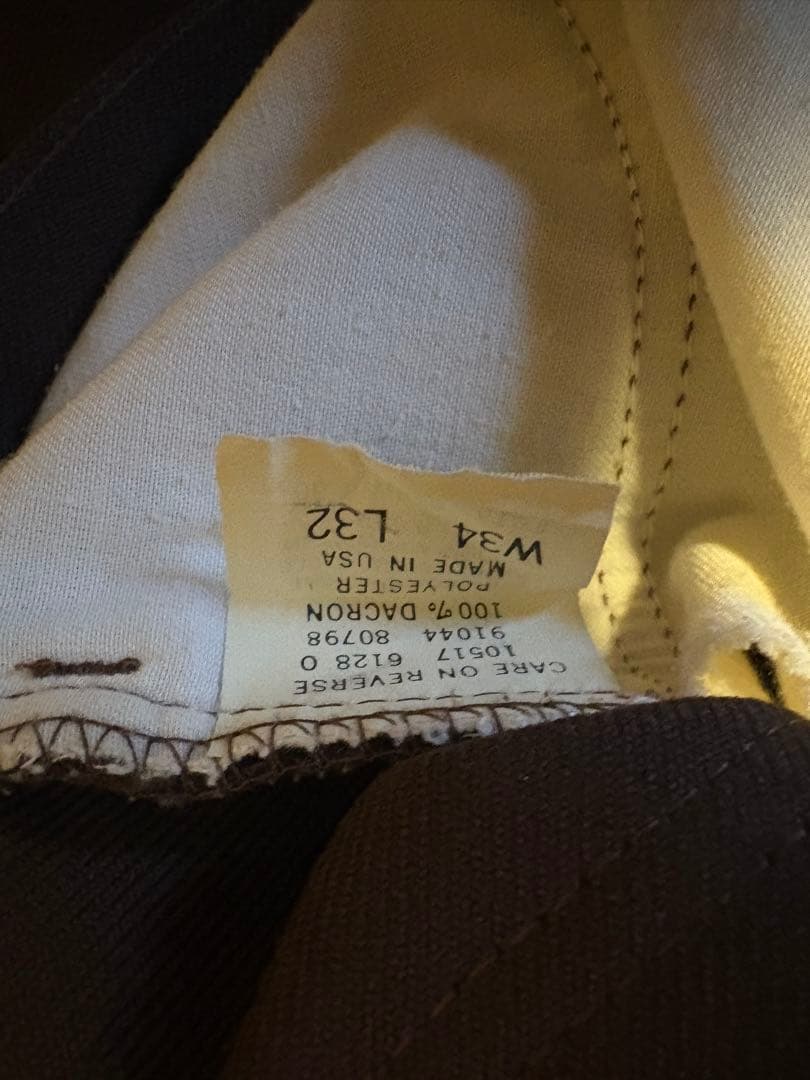 CARE ON REVERSE
10517 6128 0
91044 80798
100% DACRON
POLYESTER
MADE IN USA
W34 L32